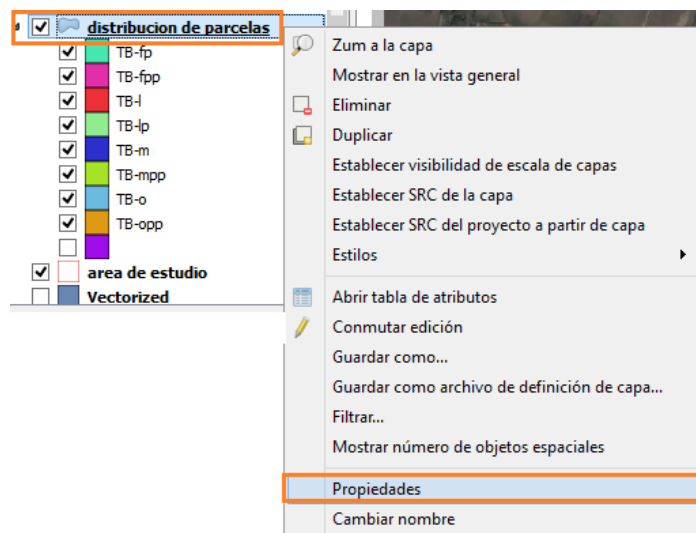 distribucion de parcelas
TB-fp
TB-fpp
TB-l
TB-lp
TB-m
TB-mpp
TB-o
TB-opp
area de estudio
Vectorized
Zum a la capa
Mostrar en la vista general
Eliminar
Duplicar
Establecer visibilidad de escala de capas
Establecer SRC de la capa
Establecer SRC del proyecto a partir de capa
Estilos
Abrir tabla de atributos
Conmutar edición
Guardar como...
Guardar como archivo de definición de capa...
Filtrar...
Mostrar número de objetos espaciales
Propiedades
Cambiar nombre